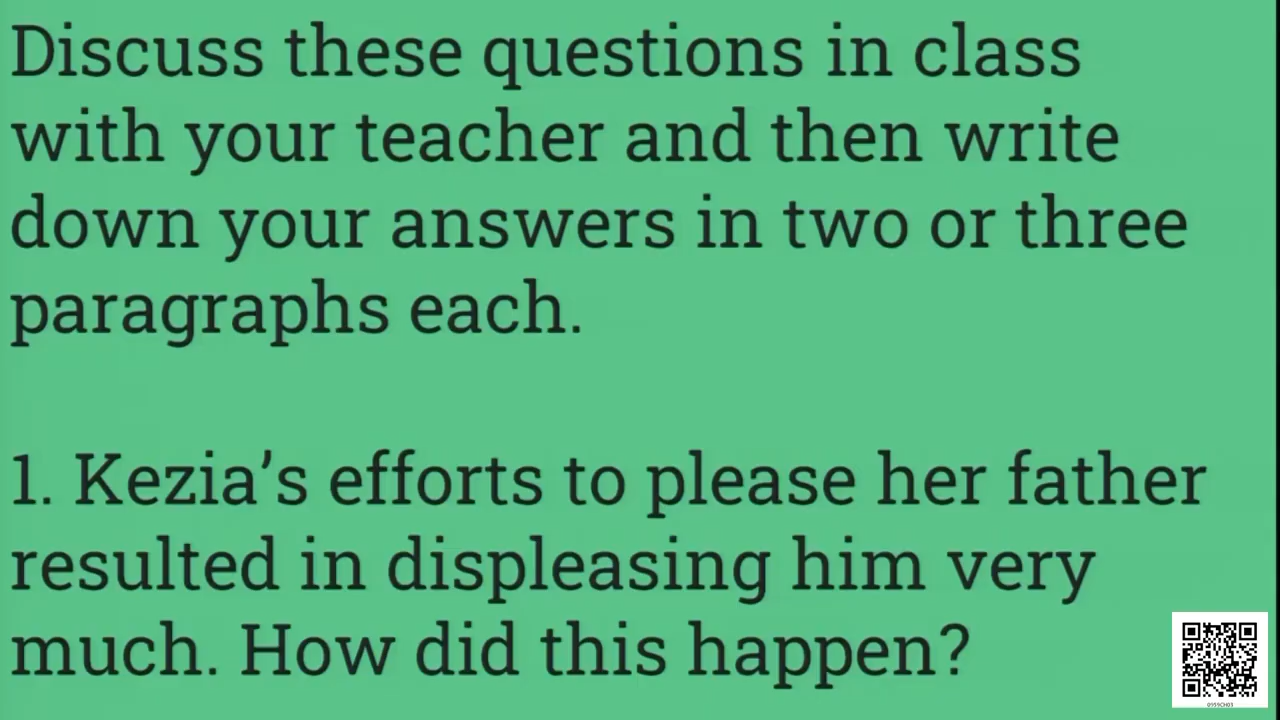 Discuss these questions in class
with your teacher and then write
down your answers in two or three
paragraphs each.
1. Kezia’s efforts to please her father
resulted in displeasing him very
much. How did this happen?
0959CH03